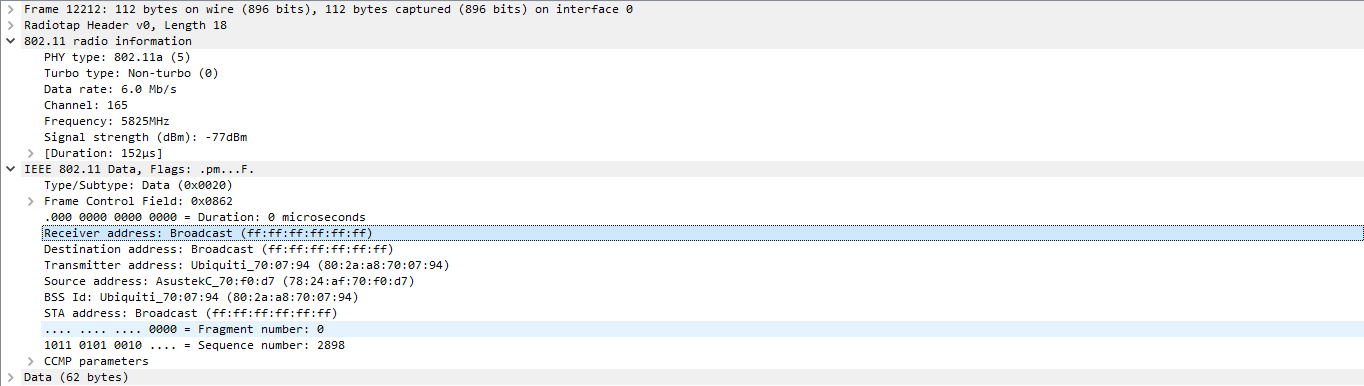 Frame 12212: 112 bytes on wire (896 bits), 112 bytes captured (896 bits) on interface 0
Radiotap Header v0, Length 18
802.11 radio information
PHY type: 802.11a (5)
Turbo type: Non-turbo (0)
Data rate: 6.0 Mb/s
Channel: 165
Frequency: 5825MHz
Signal strength (dBm): -77dBm
[Duration: 152µs]
IEEE 802.11 Data, Flags: .pm...F.
Type/Subtype: Data (0x0020)
Frame Control Field: 0x0862
.000 0000 0000 0000 = Duration: 0 microseconds
Receiver address: Broadcast (ff:ff:ff:ff:ff:ff)
Destination address: Broadcast (ff:ff:ff:ff:ff:ff)
Transmitter address: Ubiquiti_70:07:94 (80:2a:a8:70:07:94)
Source address: AsustekC_70:f0:d7 (78:24:af:70:f0:d7)
BSS Id: Ubiquiti_70:07:94 (80:2a:a8:70:07:94)
STA address: Broadcast (ff:ff:ff:ff:ff:ff)
.... .... .... 0000 = Fragment number: 0
1011 0101 0010 .... = Sequence number: 2898
CCMP parameters
Data (62 bytes)